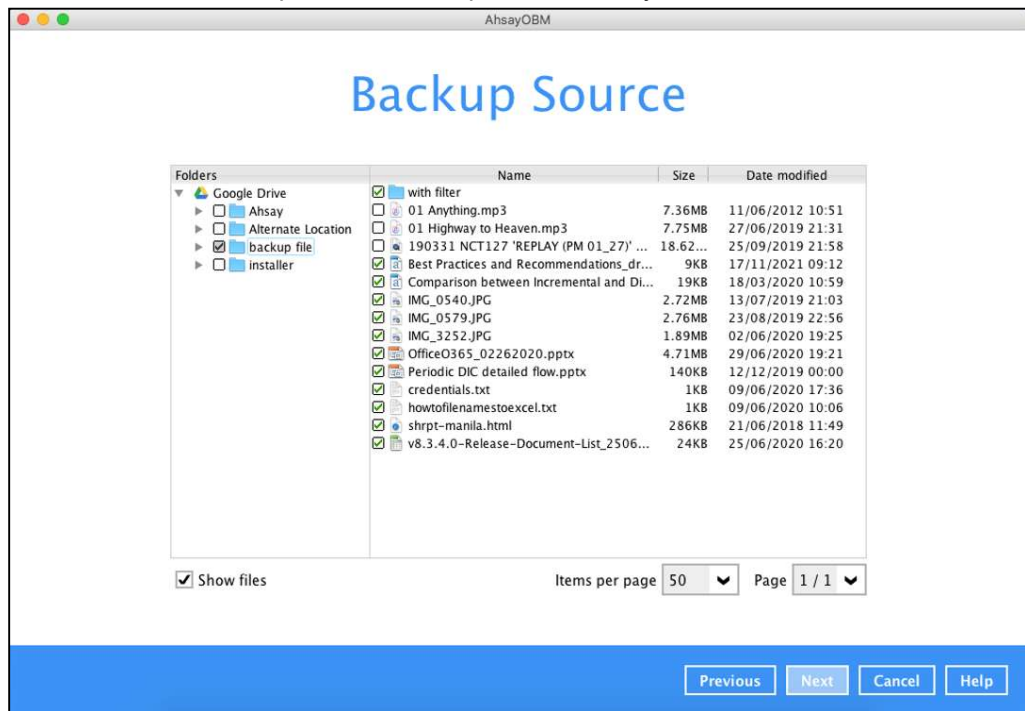 AhsayOBM
Backup Source
Folders
Name
Size
Date modified
Google Drive
Ahsay
Alternate Location
backup file
installer
with filter
01 Anything.mp3 7.36MB 11/06/2012 10:51
01 Highway to Heaven.mp3 7.75MB 27/06/2019 21:31
190331 NCT127 'REPLAY (PM 01_27)' ... 18.62... 25/09/2019 21:58
Best Practices and Recommendations_dr... 9KB 17/11/2021 09:12
Comparison between Incremental and Di... 19KB 18/03/2020 10:59
IMG_0540.JPG 2.72MB 13/07/2019 21:03
IMG_0579.JPG 2.76MB 23/08/2019 22:56
IMG_3252.JPG 1.89MB 02/06/2020 19:25
OfficeO365_02262020.pptx 4.71MB 29/06/2020 19:21
Periodic DIC detailed flow.pptx 140KB 12/12/2019 00:00
credentials.txt 1KB 09/06/2020 17:36
howtofilenamestoexcel.txt 1KB 09/06/2020 10:06
shrpt-manila.html 286KB 21/06/2018 11:49
v8.3.4.0-Release-Document-List_2506... 24KB 25/06/2020 16:20
Show files
Items per page 50
Page 1 / 1
Previous
Next
Cancel
Help